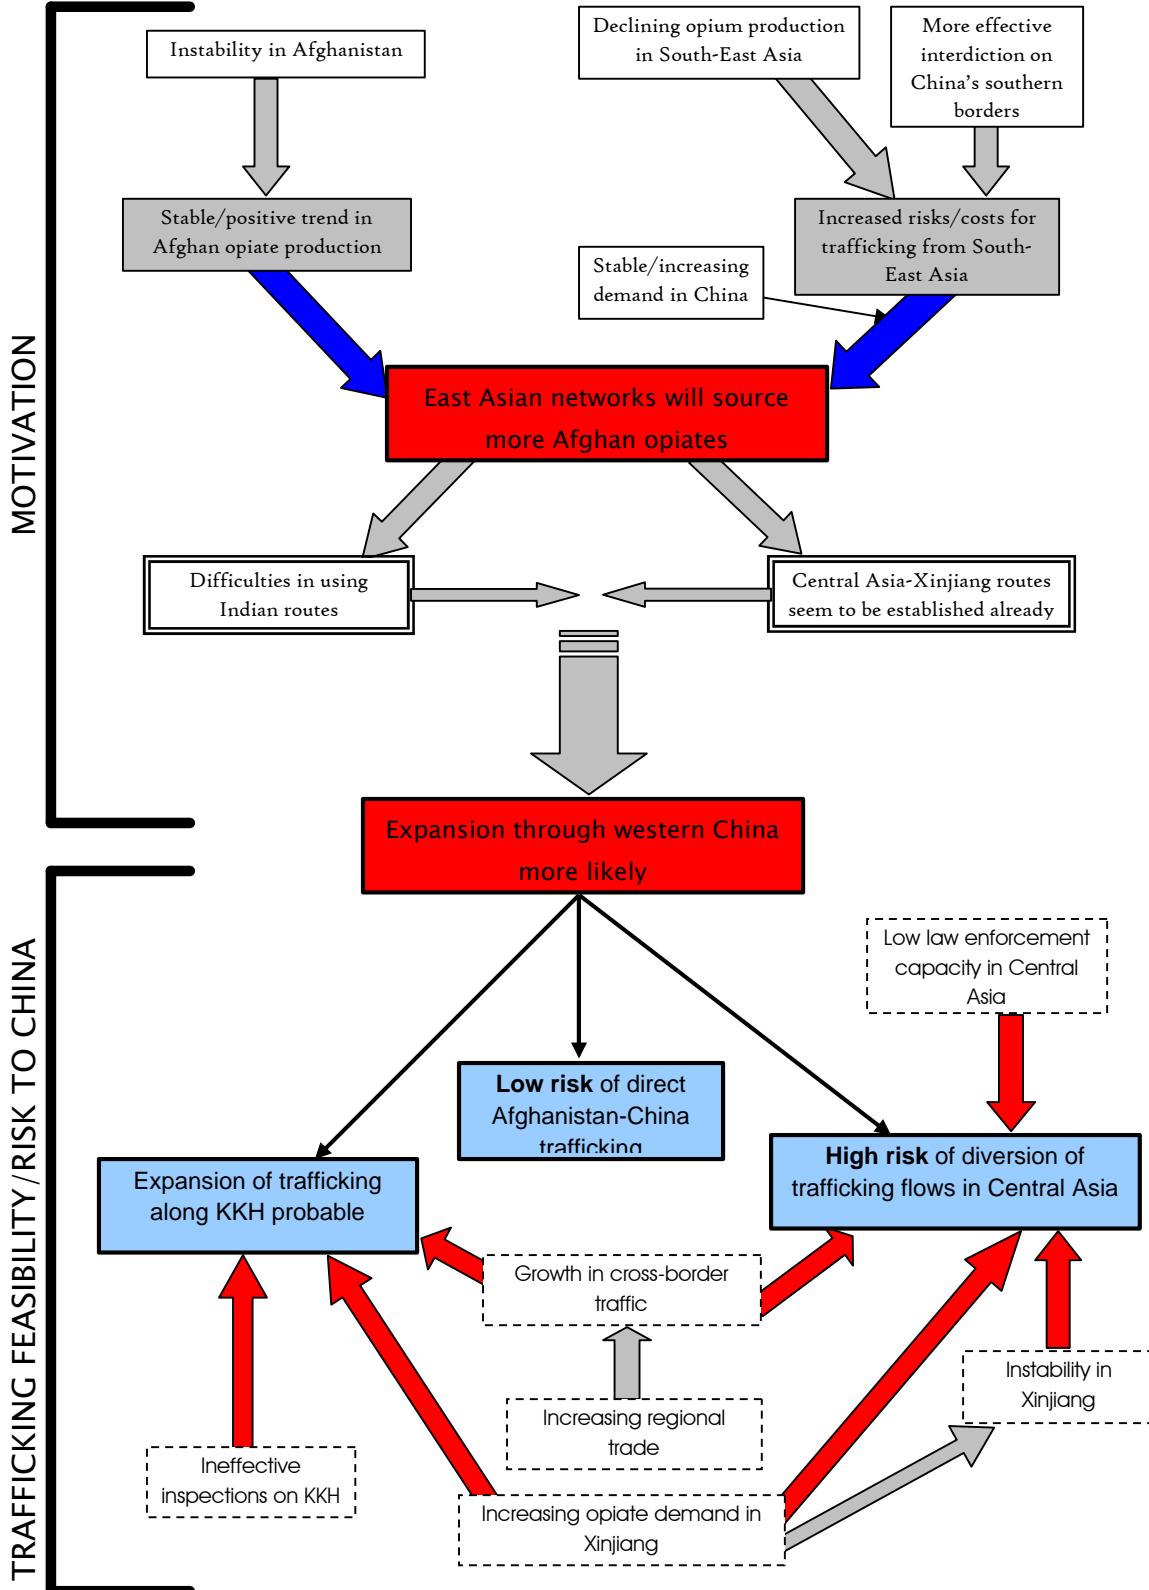 MOTIVATION
Instability in Afghanistan
Declining opium production
in South-East Asia
More effective
interdiction on
China's southern
borders
Stable/positive trend in
Afghan opiate production
Increased risks/costs for
trafficking from South-
East Asia
Stable/increasing
demand in China
East Asian networks will source
more Afghan opiates
Difficulties in using
Indian routes
Central Asia-Xinjiang routes
seem to be established already
Expansion through western China
more likely
TRAFFICKING FEASIBILITY/RISK TO CHINA
Low law enforcement
capacity in Central
Asia
Low risk of direct
Afghanistan-China
trafficking
Expansion of trafficking
along KKH probable
High risk of diversion of
trafficking flows in Central Asia
Growth in cross-border
traffic
Instability in
Xinjiang
Increasing regional
trade
Ineffective
inspections on KKH
Increasing opiate demand in
Xinjiang